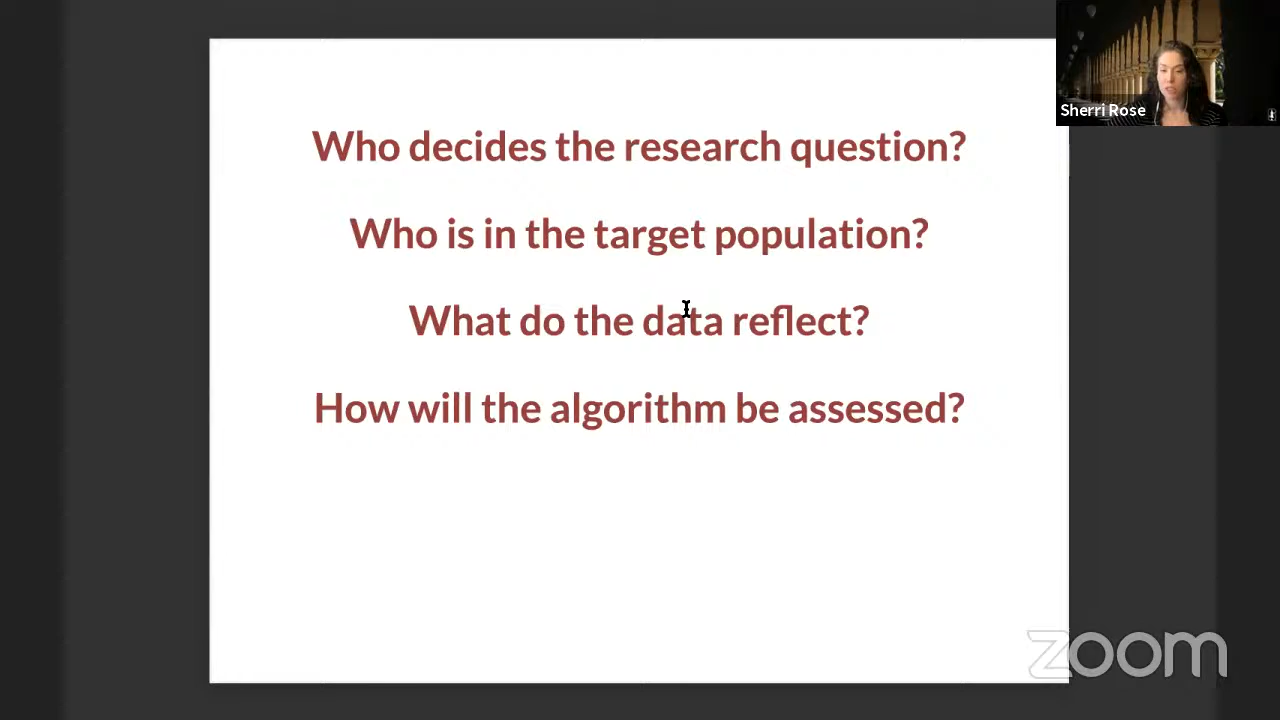 Who decides the research question?
Who is in the target population?
What do the data reflect?
How will the algorithm be assessed?
Sherri Rose
zoom